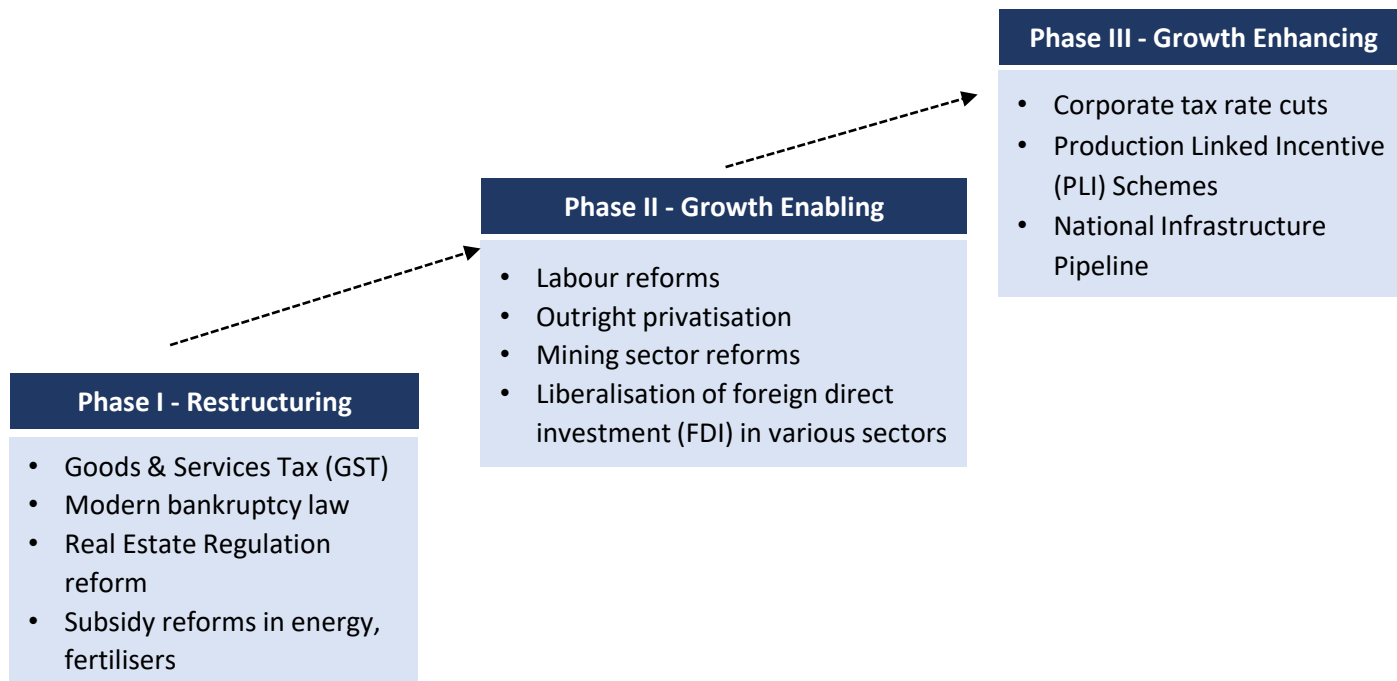 Phase I - Restructuring
• Goods & Services Tax (GST)
• Modern bankruptcy law
• Real Estate Regulation
reform
• Subsidy reforms in energy,
fertilisers
Phase II - Growth Enabling
• Labour reforms
• Outright privatisation
• Mining sector reforms
• Liberalisation of foreign direct
investment (FDI) in various sectors
Phase III - Growth Enhancing
• Corporate tax rate cuts
• Production Linked Incentive
(PLI) Schemes
• National Infrastructure
Pipeline